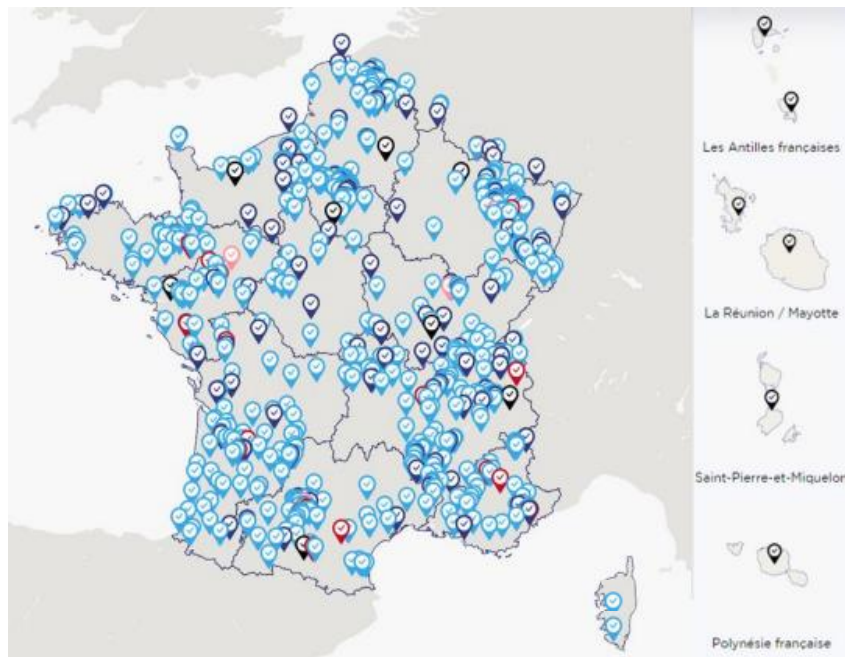 Les Antilles françaises
La Réunion / Mayotte
Saint-Pierre-et-Miquelon
Polynésie française